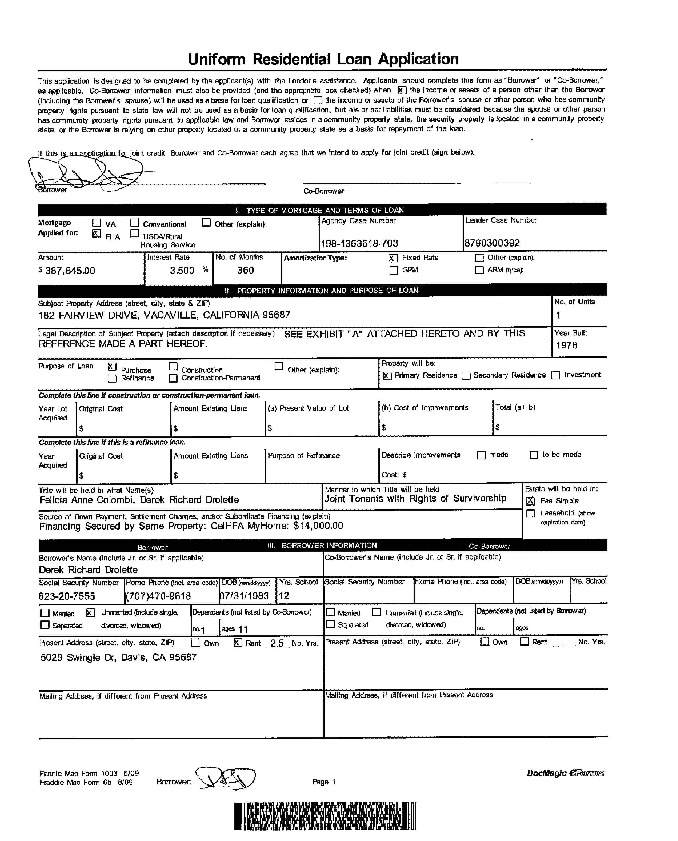 Uniform Residential Loan Application
This application is designed to be completed by the applicant(s) with the Lender's assistance. Applicants should complete this form as "Borrower" or "Co-Borrower,"
as applicable. Co-Borrower information must also be provided (and the appropriate box checked) when the income or assets of a person other than the Borrower
(including the Borrower's spouse) will be used as a basis for loan qualification or the income or assets of the Borrower's spouse or other person who has community
property rights pursuant to state law will not be used as a basis for loan qualification, but his or her liabilities must be considered because the spouse or other person
has community property rights pursuant to applicable law and Borrower resides in a community property state, the security property is located in a community property
state, or the Borrower is relying on other property located in a community property state as a basis for repayment of the loan.
If this is an application for joint credit, Borrower and Co-Borrower each agree that we intend to apply for joint credit (sign below):
Borrower Co-Borrower
I. TYPE OF MORTGAGE AND TERMS OF LOAN
Mortgage VA Conventional Other (explain): Agency Case Number Lender Case Number
Applied for: X FHA USDA/Rural
Housing Service 198-1363618-703 8790300392
Amount Interest Rate No. of Months Amortization Type: X Fixed Rate Other (explain):
$ 387,845.00 3.500 % 360 GPM ARM (type):
II. PROPERTY INFORMATION AND PURPOSE OF LOAN
Subject Property Address (street, city, state & ZIP) No. of Units
182 FAIRVIEW DRIVE, VACAVILLE, CALIFORNIA 95687 1
Legal Description of Subject Property (attach description if necessary) SEE EXHIBIT "A" ATTACHED HERETO AND BY THIS Year Built
REFERENCE MADE A PART HEREOF. 1978
Purpose of Loan X Purchase Construction Other (explain): Property will be:
Refinance Construction-Permanent X Primary Residence Secondary Residence Investment
Complete this line if construction or construction-permanent loan.
Year Lot Original Cost Amount Existing Liens (a) Present Value of Lot (b) Cost of Improvements Total (a+b)
Acquired
$ $ $ $ $
Complete this line if this is a refinance loan.
Year Original Cost Amount Existing Liens Purpose of Refinance Describe Improvements made to be made
Acquired
$ $ Cost: $
Title will be held in what Name(s) Manner in which Title will be held Estate will be held in:
Felicia Anne Colombi, Derek Richard Drolette Joint Tenants with Rights of Survivorship X Fee Simple
Source of Down Payment, Settlement Charges, and/or Subordinate Financing (explain) Leasehold (show
Financing Secured by Same Property: CalHFA MyHome: $14,000.00 expiration date)
Borrower III. BORROWER INFORMATION Co-Borrower
Borrower's Name (include Jr. or Sr. if applicable) Co-Borrower's Name (include Jr. or Sr. if applicable)
Derek Richard Drolette
Social Security Number Home Phone (incl. area code) DOB (mm/dd/yyyy) Yrs. School Social Security Number Home Phone (incl. area code) DOB (mm/dd/yyyy) Yrs. School
623-20-7555 (707)470-8618 07/31/1983 12
Married X Unmarried (include single, Dependents (not listed by Co-Borrower) Married Unmarried (include single, Dependents (not listed by Borrower)
Separated divorced, widowed) no. 1 ages 11 Separated divorced, widowed) no. ages
Present Address (street, city, state, ZIP) Own X Rent 2.5 No. Yrs. Present Address (street, city, state, ZIP) Own Rent No. Yrs.
5028 Swingle Dr, Davis, CA 95687
Mailing Address, if different from Present Address Mailing Address, if different from Present Address
Fannie Mae Form 1003 6/09
Freddie Mac Form 65 6/09 Borrower: Page 1 DocMagic